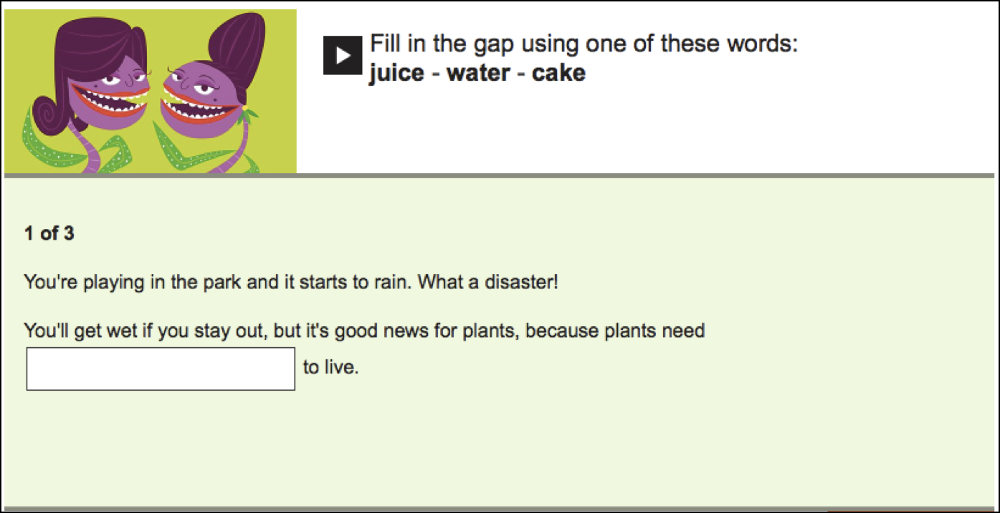 Fill in the gap using one of these words:
juice - water - cake
1 of 3
You're playing in the park and it starts to rain. What a disaster!
You'll get wet if you stay out, but it's good news for plants, because plants need
to live.